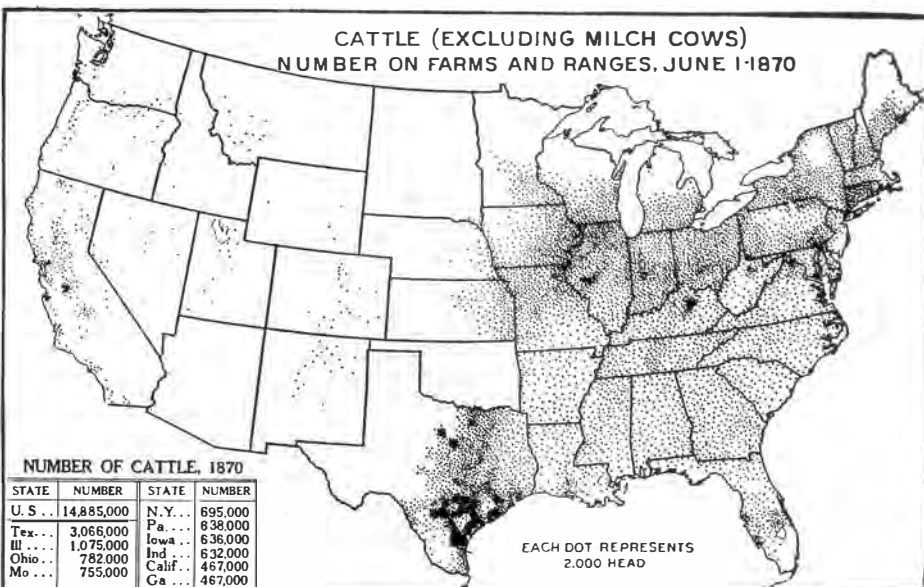 CATTLE (EXCLUDING MILCH COWS)
NUMBER ON FARMS AND RANGES, JUNE 1-1870
NUMBER OF CATTLE, 1870
STATE NUMBER STATE NUMBER
U. S .. 14,885,000 N.Y... 695,000
Tex... 3,066,000 Pa.... 638,000
Ill .... 1,075,000 Iowa .. 636,000
Ohio.. 782,000 Ind ... 632,000
Mo ... 755,000 Calif.. 467,000
Ga ... 467,000
EACH DOT REPRESENTS
2.000 HEAD